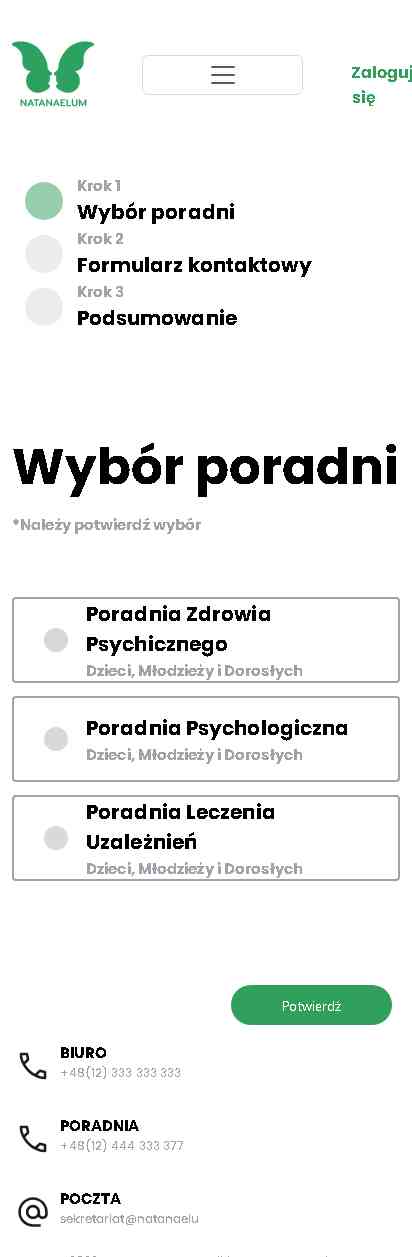 NATANAELUM
Zaloguj
się
Krok 1
Wybór poradni
Krok 2
Formularz kontaktowy
Krok 3
Podsumowanie
Wybór poradni
*Należy potwierdź wybór
Poradnia Zdrowia
Psychicznego
Dzieci, Młodzieży i Dorosłych
Poradnia Psychologiczna
Dzieci, Młodzieży i Dorosłych
Poradnia Leczenia
Uzależnień
Dzieci, Młodzieży i Dorosłych
Potwierdź
BIURO
+48(12) 333 333 333
PORADNIA
+48(12) 444 333 377
POCZTA
sekretariat@natanaelu